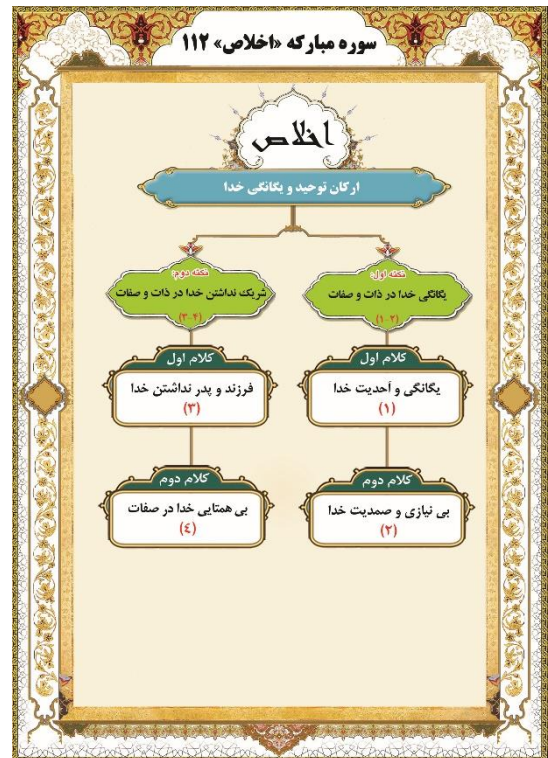 سوره مبارکه «اخلاص» ۱۱۲
اخلاص
ارکان توحید و یگانگی خدا
نکته اول:
یگانگی خدا در ذات و صفات
(۱-۲)
کلام اول
یگانگی و اَحدیت خدا
(۱)
کلام دوم
بی نیازی و صمدیت خدا
(۲)
نکته دوم:
شریک نداشتن خدا در ذات و صفات
(۳-۴)
کلام اول
فرزند و پدر نداشتن خدا
(۳)
کلام دوم
بی همتایی خدا در صفات
(٤)